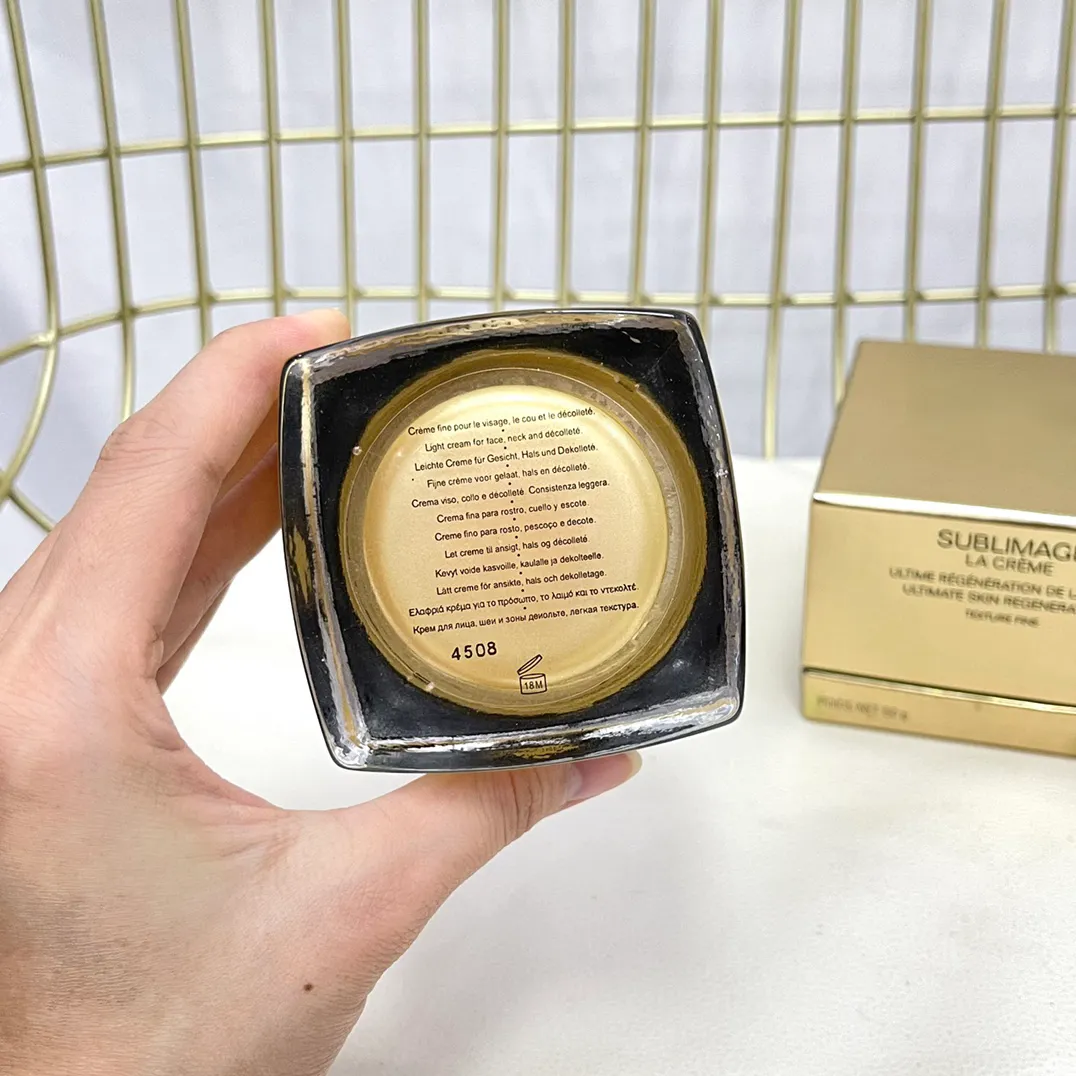 Crème fine pour le visage, le cou et le décolleté.
Light cream for face, neck and décolleté.
Leichte Creme für Gesicht, Hals und Dekolleté.
Fijne crème voor gelaat, hals en décolleté.
Crema viso, collo e décolleté. Consistenza leggera.
Crema fina para rostro, cuello y escote.
Creme fino para rosto, pescoço e decote.
Let creme til ansigt, hals og décolleté.
Kevyt voide kasvoille, kaulalle ja dekolteelle.
Lätt creme för ansikte, hals och dekolletage.
Ελαφριά κρέμα για το πρόσωπο, το λαιμό και το ντεκολτέ.
Крем для лица, шеи и зоны декольте, легкая текстура.
4508
18M
SUBLIMAGE
LA CRÈME
ULTIME RÉGÉNÉRATION DE LA
ULTIMATE SKIN REGENERA
TEXTURE FINE